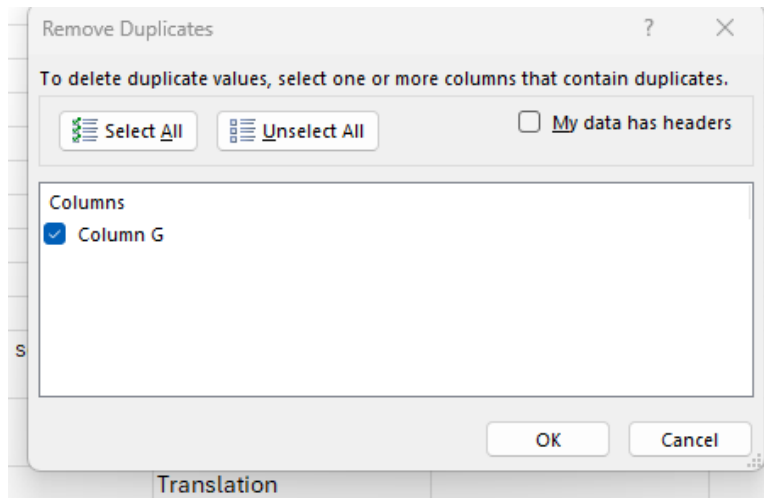 Remove Duplicates ?
To delete duplicate values, select one or more columns that contain duplicates.
Select All Unselect All My data has headers
Columns
Column G
s
OK Cancel
Translation